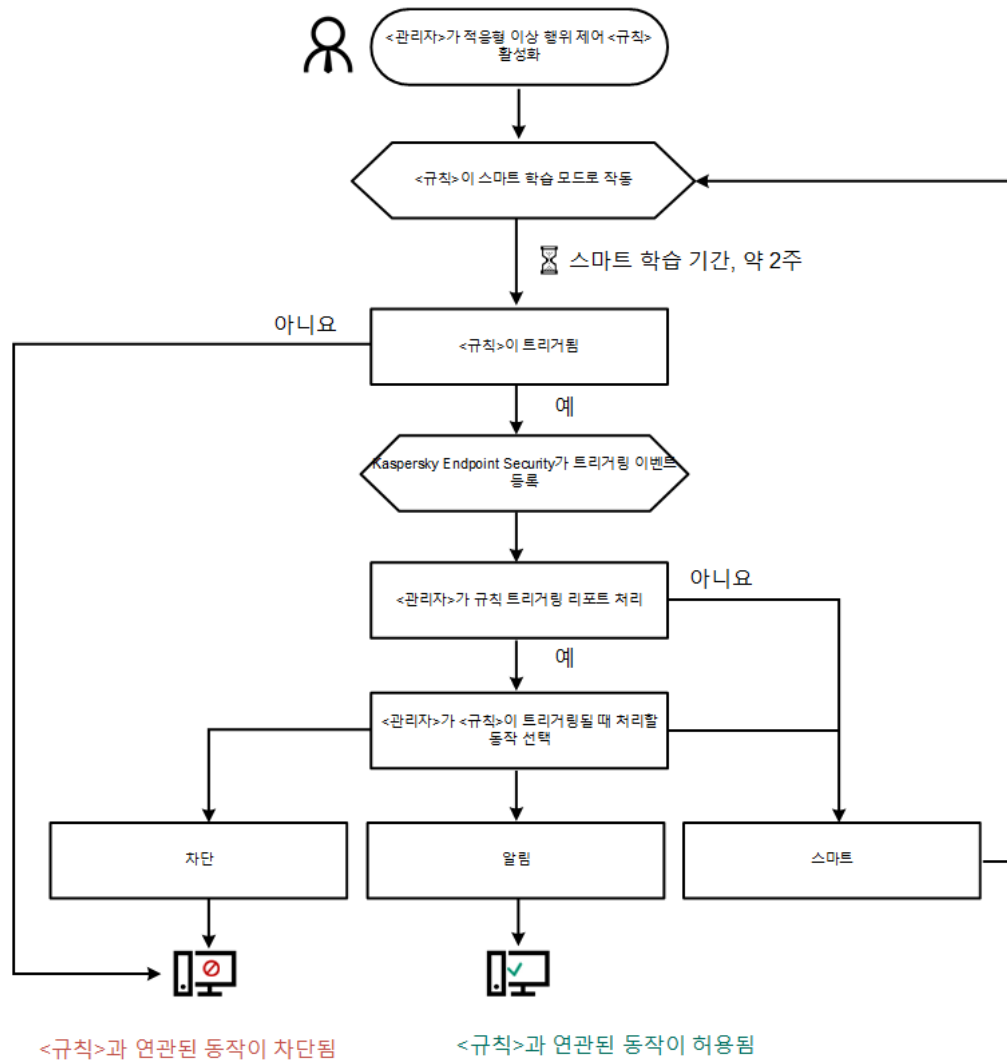 <관리자>가 적응형 이상 행위 제어 <규칙>
활성화
<규칙>이 스마트 학습 모드로 작동
스마트 학습 기간, 약 2주
아니요
<규칙>이 트리거됨
예
Kaspersky Endpoint Security가 트리거링 이벤트
등록
아니요
<관리자>가 규칙 트리거링 리포트 처리
예
<관리자>가 <규칙>이 트리거링될 때 처리할
동작 선택
차단
알림
스마트
<규칙>과 연관된 동작이 차단됨
<규칙>과 연관된 동작이 허용됨